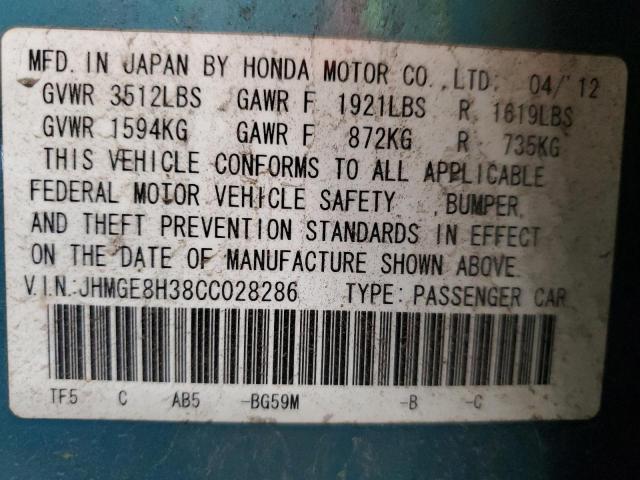 MFD. IN JAPAN BY HONDA MOTOR CO., LTD. 04/'12
GVWR 3512LBS GAWR F 1921LBS R 1619LBS
GVWR 1594KG GAWR F 872KG R 735KG
THIS VEHICLE CONFORMS TO ALL APPLICABLE
FEDERAL MOTOR VEHICLE SAFETY , BUMPER,
AND THEFT PREVENTION STANDARDS IN EFFECT
ON THE DATE OF MANUFACTURE SHOWN ABOVE.
V.I.N.:JHMGE8H38CC028286 TYPE: PASSENGER CAR
TF5 C AB5 -BG59M -B -C